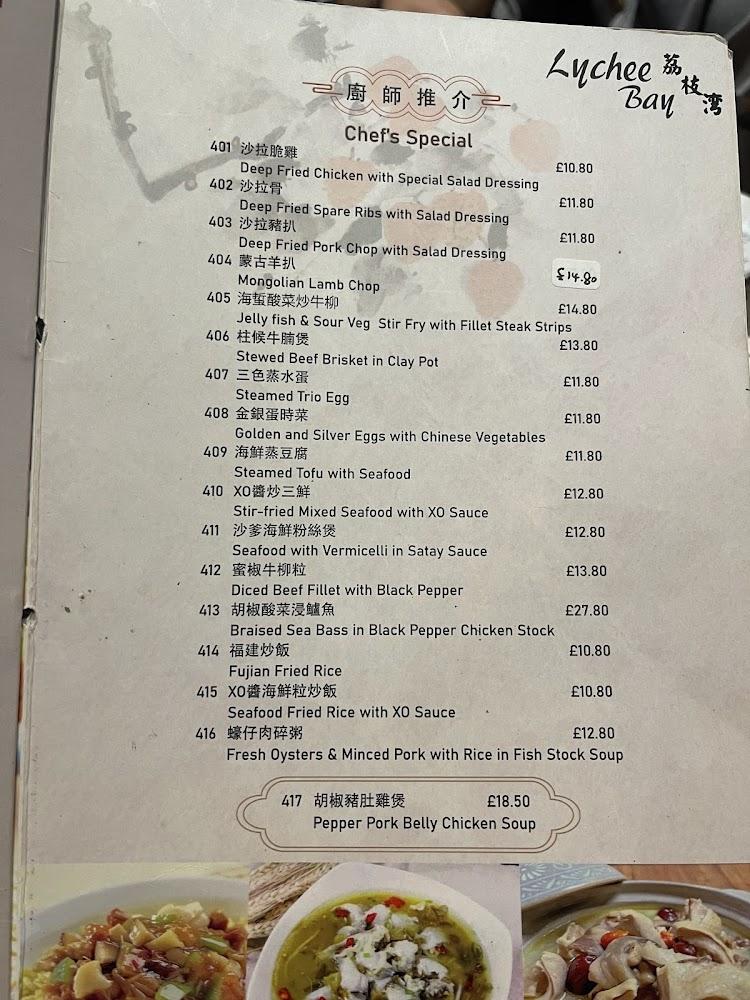 Lychee Bay 荔枝湾
廚師推介
Chef's Special
401 沙拉脆雞 £10.80
Deep Fried Chicken with Special Salad Dressing
402 沙拉骨 £11.80
Deep Fried Spare Ribs with Salad Dressing
403 沙拉豬扒 £11.80
Deep Fried Pork Chop with Salad Dressing
404 蒙古羊扒 £14.80
Mongolian Lamb Chop
405 海蜇酸菜炒牛柳 £14.80
Jelly fish & Sour Veg Stir Fry with Fillet Steak Strips
406 柱候牛腩煲 £13.80
Stewed Beef Brisket in Clay Pot
407 三色蒸水蛋 £11.80
Steamed Trio Egg
408 金銀蛋時菜 £11.80
Golden and Silver Eggs with Chinese Vegetables
409 海鮮蒸豆腐 £11.80
Steamed Tofu with Seafood
410 XO醬炒三鮮 £12.80
Stir-fried Mixed Seafood with XO Sauce
411 沙爹海鮮粉絲煲 £12.80
Seafood with Vermicelli in Satay Sauce
412 蜜椒牛柳粒 £13.80
Diced Beef Fillet with Black Pepper
413 胡椒酸菜浸鱸魚 £27.80
Braised Sea Bass in Black Pepper Chicken Stock
414 福建炒飯 £10.80
Fujian Fried Rice
415 XO醬海鮮粒炒飯 £10.80
Seafood Fried Rice with XO Sauce
416 蠔仔肉碎粥 £12.80
Fresh Oysters & Minced Pork with Rice in Fish Stock Soup
417 胡椒豬肚雞煲 £18.50
Pepper Pork Belly Chicken Soup